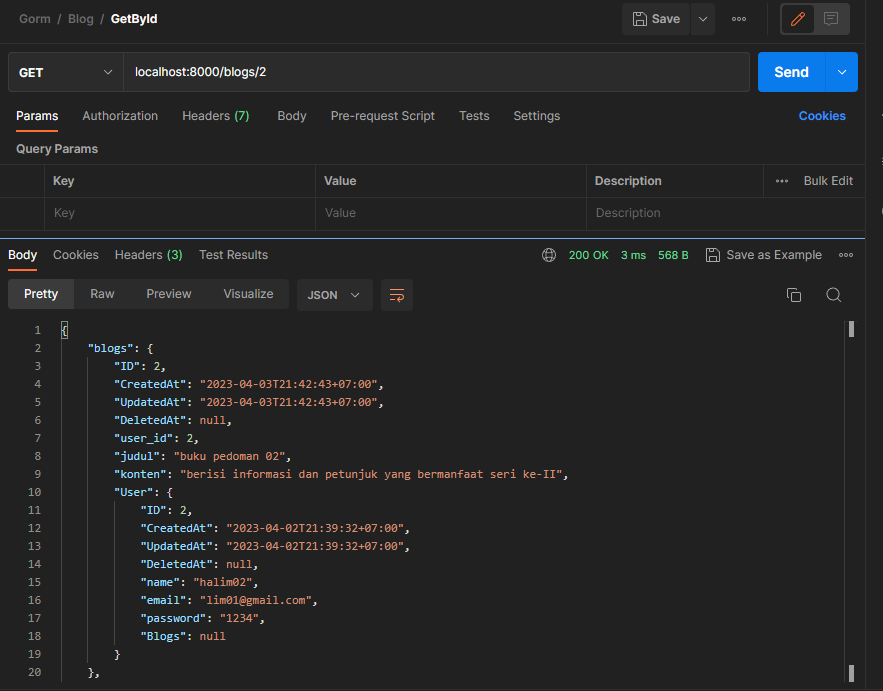 Gorm / Blog / GetById
Save
GET localhost:8000/blogs/2 Send
Params Authorization Headers (7) Body Pre-request Script Tests Settings Cookies
Query Params
Key Value Description Bulk Edit
Key Value Description
Body Cookies Headers (3) Test Results 200 OK 3 ms 568 B Save as Example
Pretty Raw Preview Visualize JSON
1 {
2 "blogs": {
3 "ID": 2,
4 "CreatedAt": "2023-04-03T21:42:43+07:00",
5 "UpdatedAt": "2023-04-03T21:42:43+07:00",
6 "DeletedAt": null,
7 "user_id": 2,
8 "judul": "buku pedoman 02",
9 "konten": "berisi informasi dan petunjuk yang bermanfaat seri ke-II",
10 "User": {
11 "ID": 2,
12 "CreatedAt": "2023-04-02T21:39:32+07:00",
13 "UpdatedAt": "2023-04-02T21:39:32+07:00",
14 "DeletedAt": null,
15 "name": "halim02",
16 "email": "lim01@gmail.com",
17 "password": "1234",
18 "Blogs": null
19 }
20 },